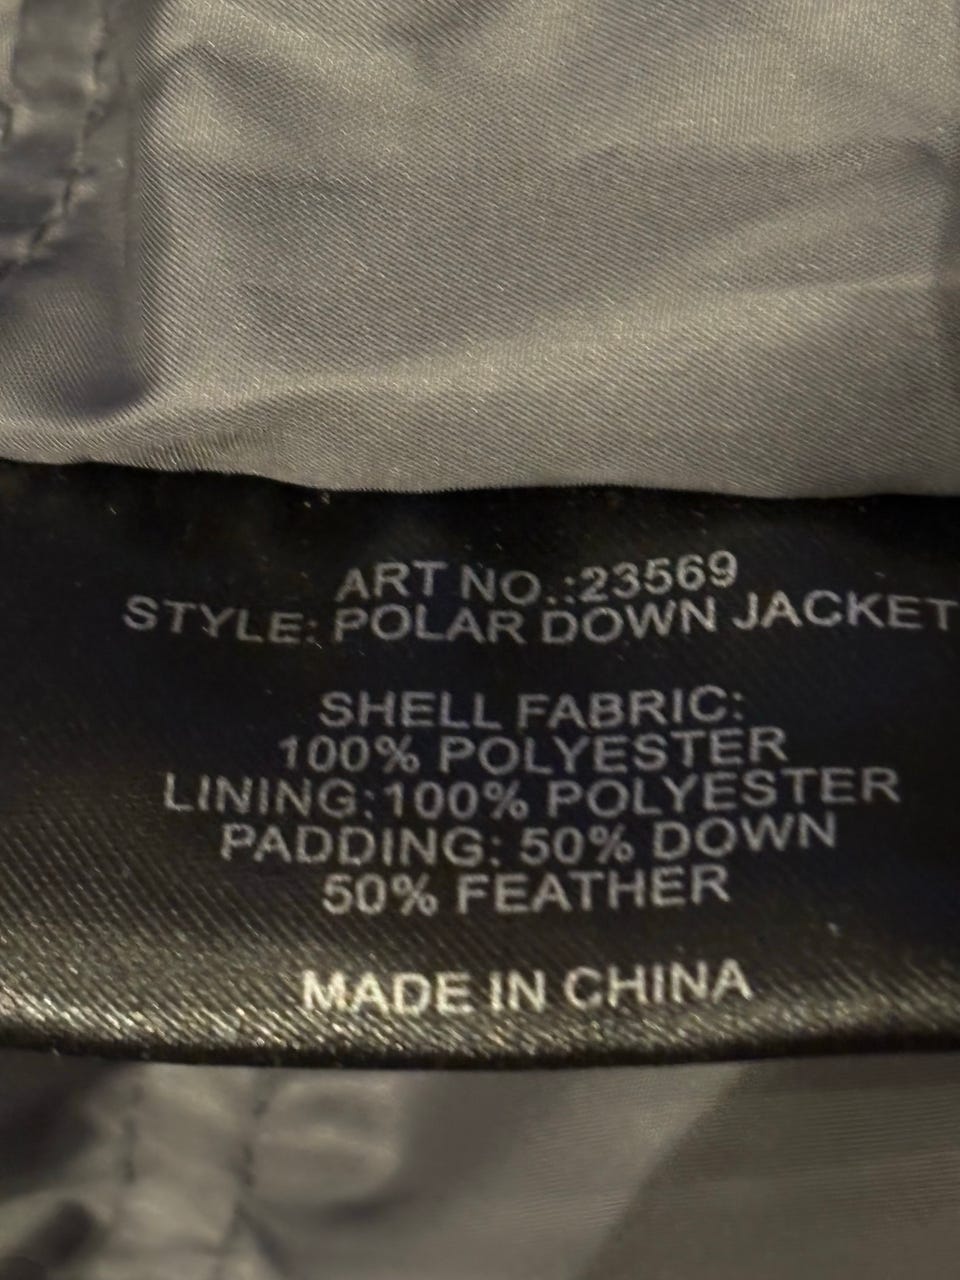 ART NO.:23569
STYLE: POLAR DOWN JACKET
SHELL FABRIC:
100% POLYESTER
LINING:100% POLYESTER
PADDING: 50% DOWN
50% FEATHER
MADE IN CHINA